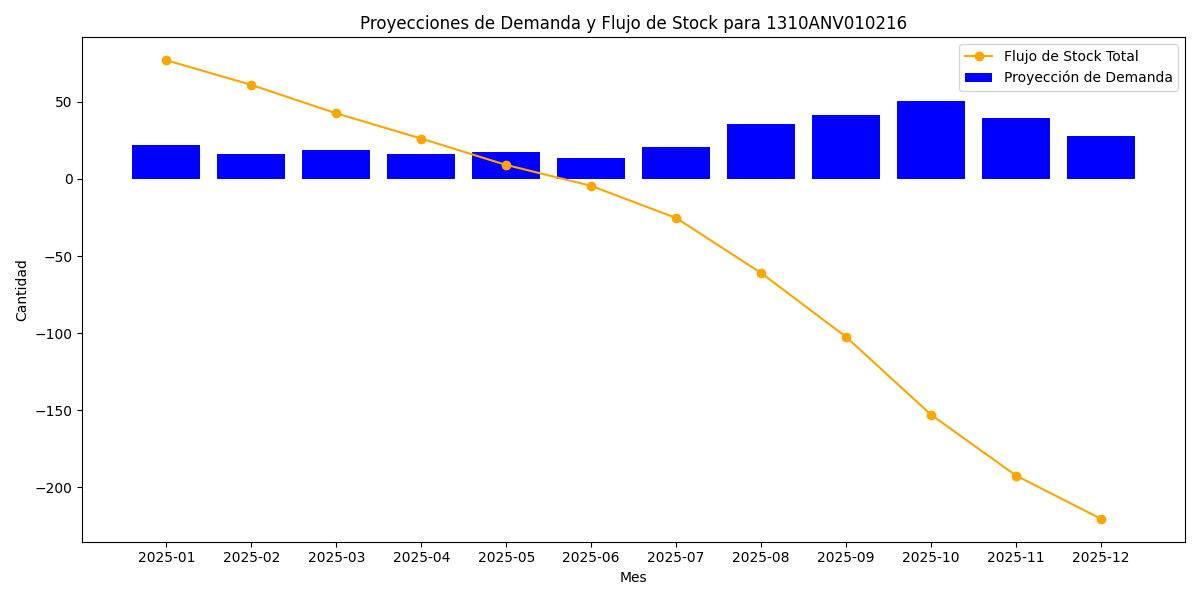 Proyecciones de Demanda y Flujo de Stock para 1310ANV010216
Flujo de Stock Total
Proyección de Demanda
Cantidad
50
0
−50
−100
−150
−200
2025-01 2025-02 2025-03 2025-04 2025-05 2025-06 2025-07 2025-08 2025-09 2025-10 2025-11 2025-12
Mes